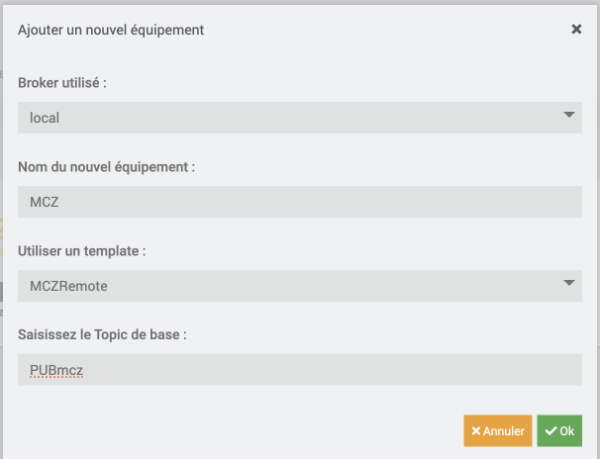 Ajouter un nouvel équipement
Broker utilisé :
local
Nom du nouvel équipement :
MCZ
Utiliser un template :
MCZRemote
Saisissez le Topic de base :
PUBmcz
Annuler
Ok